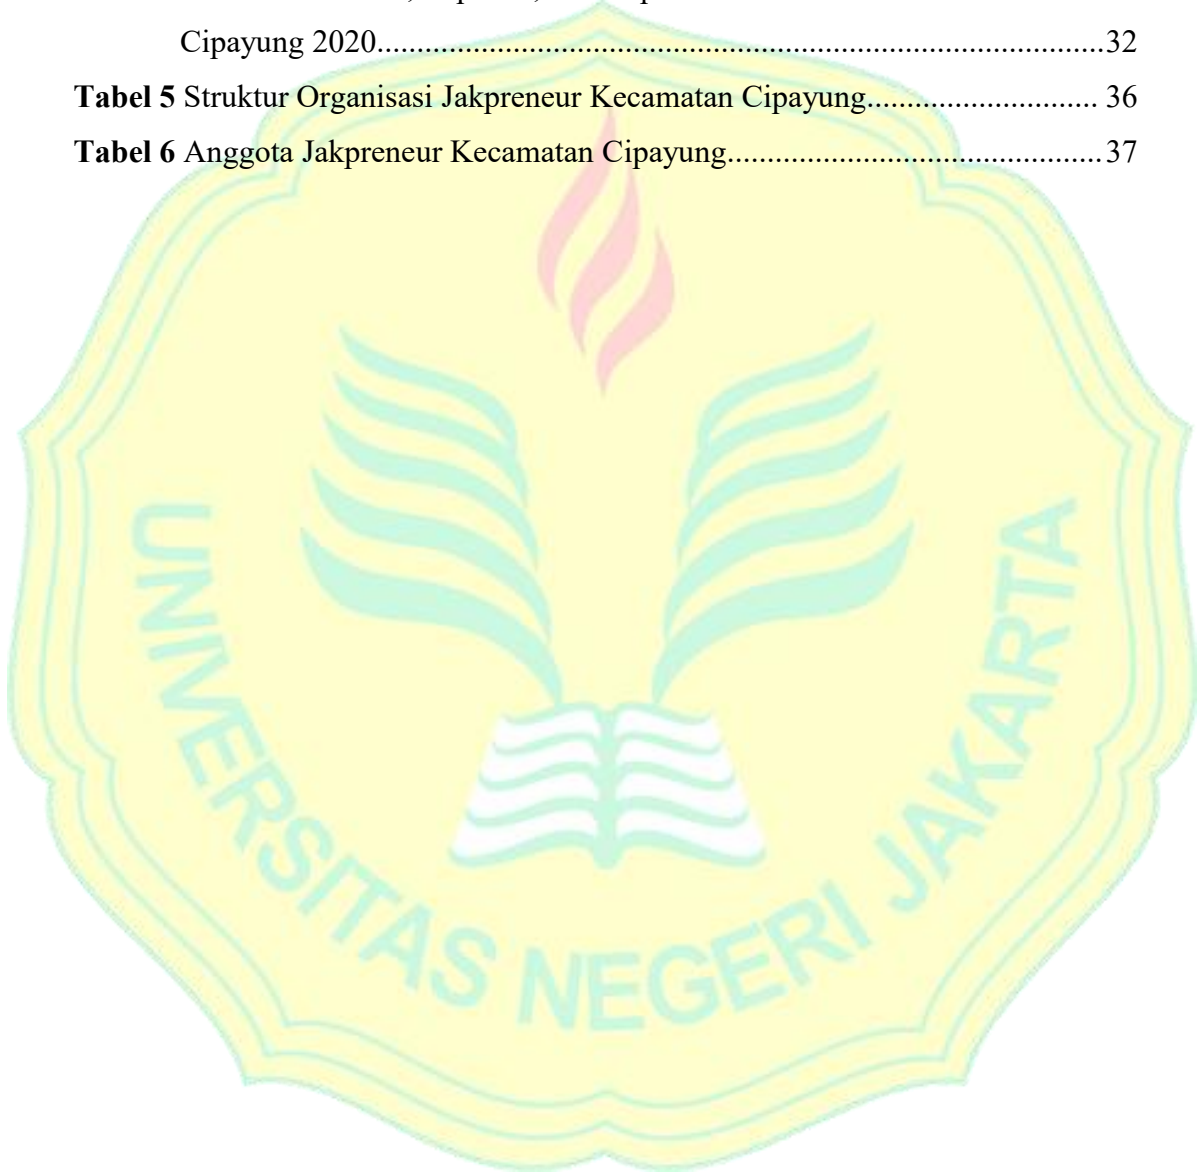 Cipayung 2020..........................................................................................32
Tabel 5 Struktur Organisasi Jakpreneur Kecamatan Cipayung............................. 36
Tabel 6 Anggota Jakpreneur Kecamatan Cipayung..............................................37
UNIVERSITAS NEGERI JAKARTA